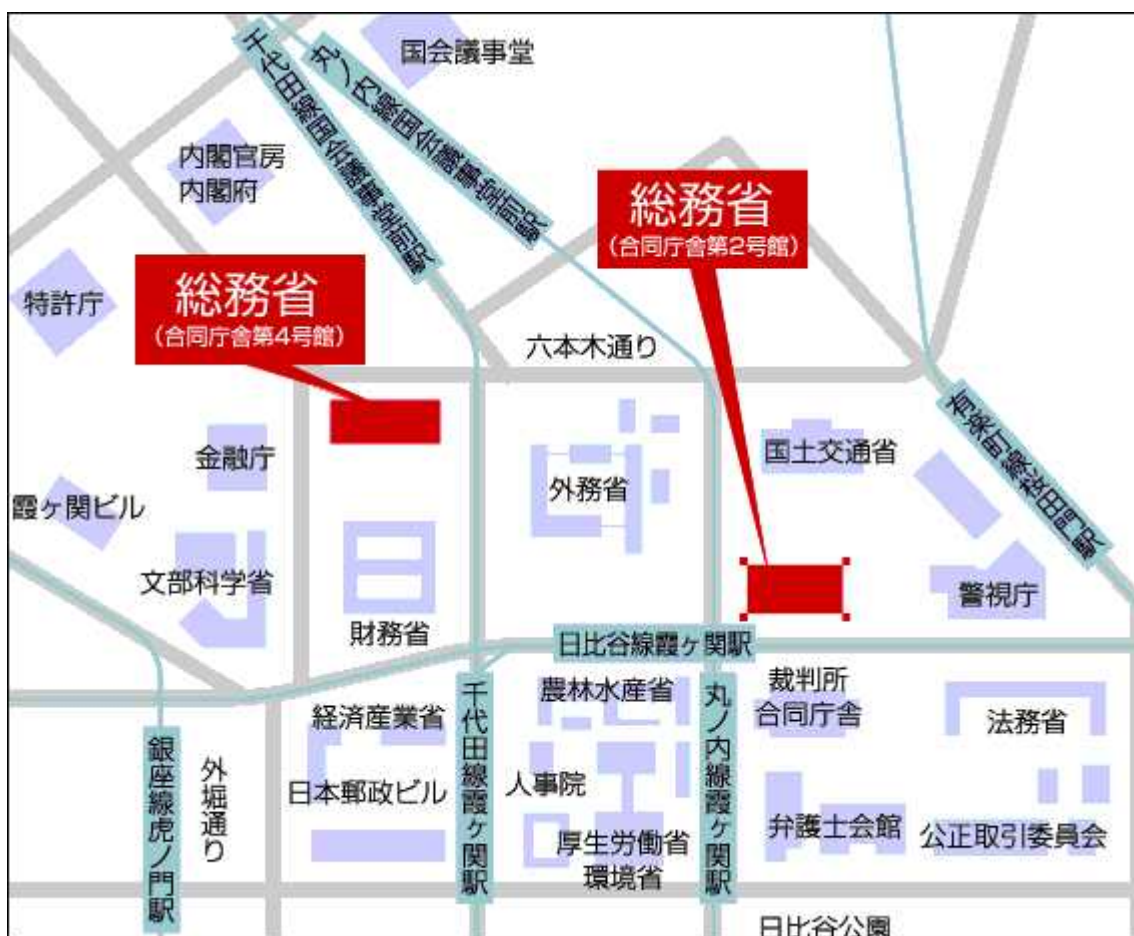 国会議事堂
千代田線国会議事堂前駅
丸ノ内線国会議事堂前駅
内閣官房
内閣府
総務省
(合同庁舎第2号館)
特許庁
総務省
(合同庁舎第4号館)
六本木通り
有楽町線桜田門駅
金融庁
外務省
国土交通省
霞ヶ関ビル
文部科学省
警視庁
財務省
日比谷線霞ヶ関駅
農林水産省
裁判所
合同庁舎
経済産業省
法務省
千代田線霞ヶ関駅
丸ノ内線霞ヶ関駅
銀座線虎ノ門駅
外堀通り
日本郵政ビル
人事院
弁護士会館
公正取引委員会
厚生労働省
環境省
日比谷公園